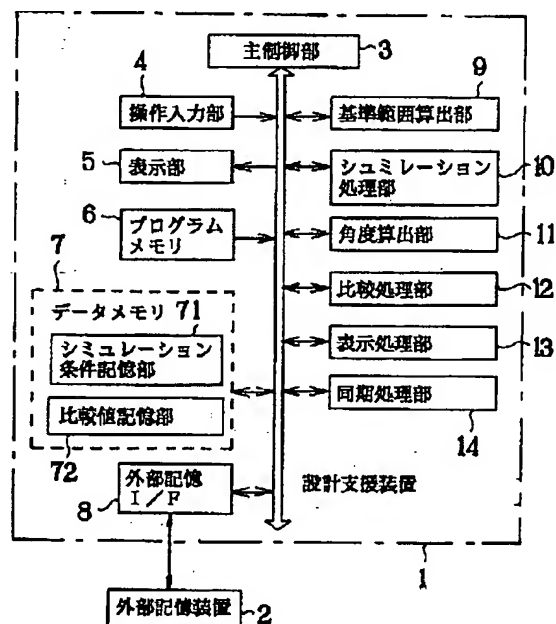 主制御部
3
4
操作入力部
5
表示部
6
プログラム
メモリ
7
データメモリ
71
シミュレーション
条件記憶部
比較値記憶部
72
8
外部記憶
I/F
9
基準範囲算出部
シュミレーション
処理部
10
角度算出部
11
比較処理部
12
表示処理部
13
同期処理部
14
設計支援装置
1
外部記憶装置
2